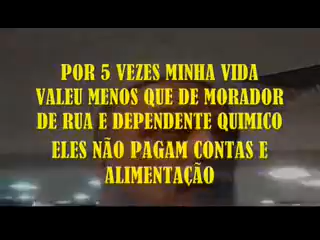 POR 5 VEZES MINHA VIDA
VALEU MENOS QUE DE MORADOR
DE RUA E DEPENDENTE QUIMICO
ELES NÃO PAGAM CONTAS E
ALIMENTAÇÃO